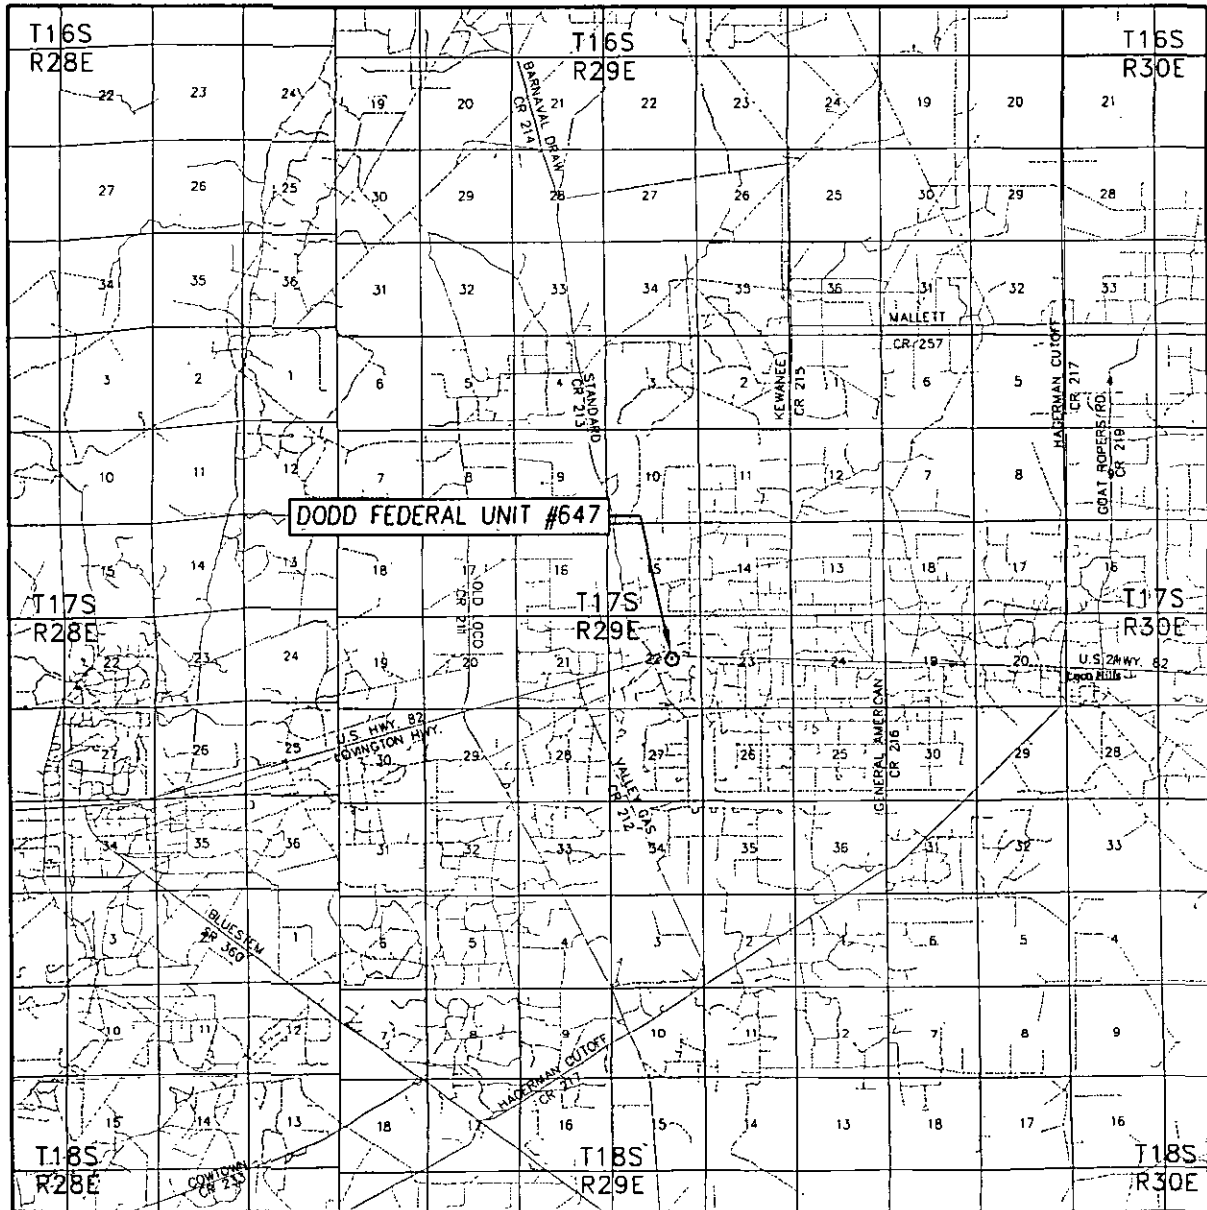 T16S
R28E
T16S
R29E
T16S
R30E
22 23 24 19 20 21 22 23 24 19 20 21
BARNAVAL DRAW
CR 214
27 26 25 30 29 28 27 26 25 30 29 28
34 35 36 31 32 33 34 35 36 31 32 33
MALLETT
CR 257
3 2 1 6 5 4 3 2 1 6 5 4
STANDARD
CR 213
KEWANEE
CR 215
HAGERMAN CUTOFF
CR 217
GOAT ROPERS RD.
CR 219
10 11 12 7 8 9 10 11 12 7 8 9
DODD FEDERAL UNIT #647
15 14 13 18 17 16 15 14 13 18 17 16
OLD LOCO
CR 211
T17S
R28E
T17S
R29E
T17S
R30E
22 23 24 19 20 21 22 23 24 19 20
U.S. HWY. 82
Loco Hills
U.S. HWY. 82
LOVINGTON HWY.
GENERAL AMERICAN
CR 216
27 26 25 30 29 28 27 26 25 30 29 28
VALLEY GAS
CR 212
34 35 36 31 32 33 34 35 36 31 32 33
BLUESTEM
SR 360
3 2 1 6 5 4 3 2 1 6 5 4
10 11 12 7 8 9 10 11 12 7 8 9
HAGERMAN CUTOFF
CR 217
15 14 13 18 17 16 15 14 13 18 17 16
COWTOWN
CR 233
T18S
R28E
T18S
R29E
T18S
R30E